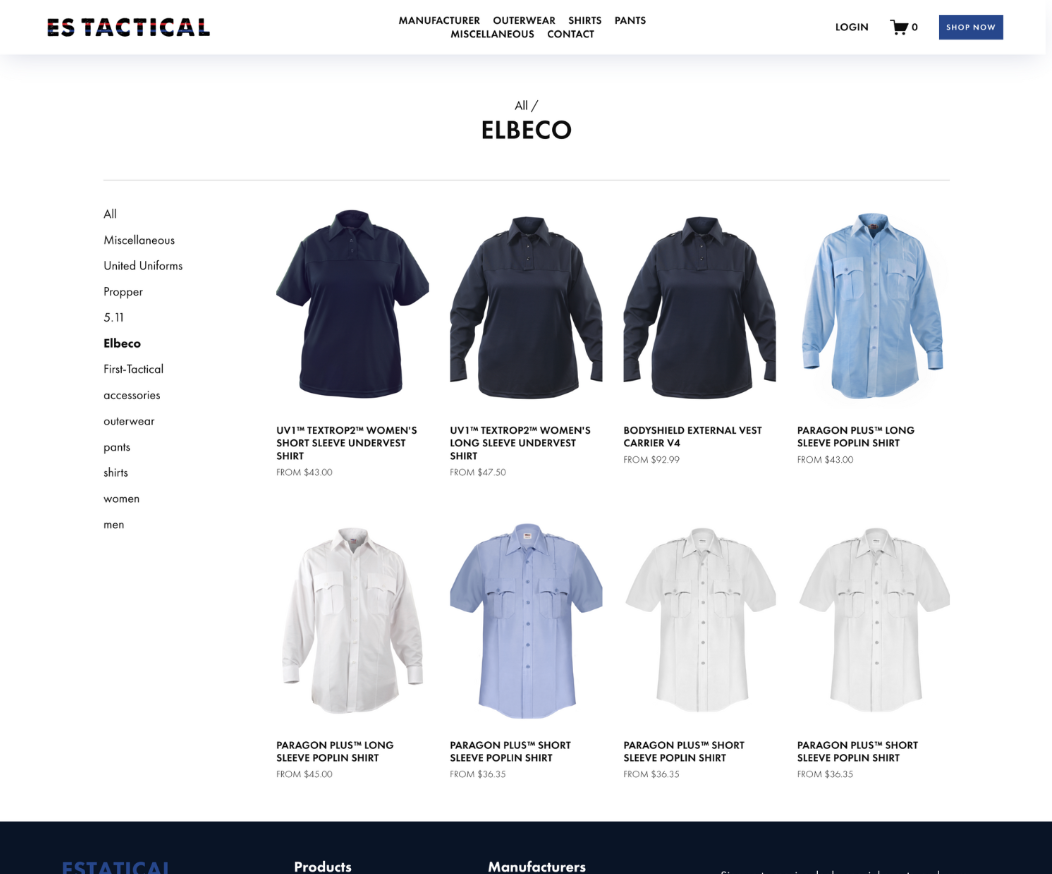 ES TACTICAL
MANUFACTURER OUTERWEAR SHIRTS PANTS
MISCELLANEOUS CONTACT
LOGIN
0
SHOP NOW
All /
ELBECO
All
Miscellaneous
United Uniforms
Propper
5.11
Elbeco
First-Tactical
accessories
outerwear
pants
shirts
women
men
UV1™ TEXTROP2™ WOMEN'S
SHORT SLEEVE UNDERVEST
SHIRT
FROM $43.00
UV1™ TEXTROP2™ WOMEN'S
LONG SLEEVE UNDERVEST
SHIRT
FROM $47.50
BODYSHIELD EXTERNAL VEST
CARRIER V4
FROM $92.99
PARAGON PLUS™ LONG
SLEEVE POPLIN SHIRT
FROM $43.00
PARAGON PLUS™ LONG
SLEEVE POPLIN SHIRT
FROM $45.00
PARAGON PLUS™ SHORT
SLEEVE POPLIN SHIRT
FROM $36.35
PARAGON PLUS™ SHORT
SLEEVE POPLIN SHIRT
FROM $36.35
PARAGON PLUS™ SHORT
SLEEVE POPLIN SHIRT
FROM $36.35
ESTATICAL
Products
Manufacturers